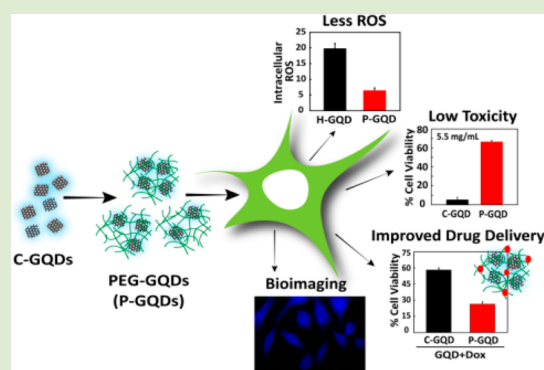 Less ROS
Intracellular
ROS
25
20
15
10
5
0
H-GQD P-GQD
Low Toxicity
% Cell Viability
80
60
40
20
0
5.5 mg/mL
C-GQD P-GQD
Improved Drug Delivery
% Cell Viability
75
60
45
30
15
0
C-GQD P-GQD
GQD+Dox
C-GQDs
PEG-GQDs
(P-GQDs)
Bioimaging